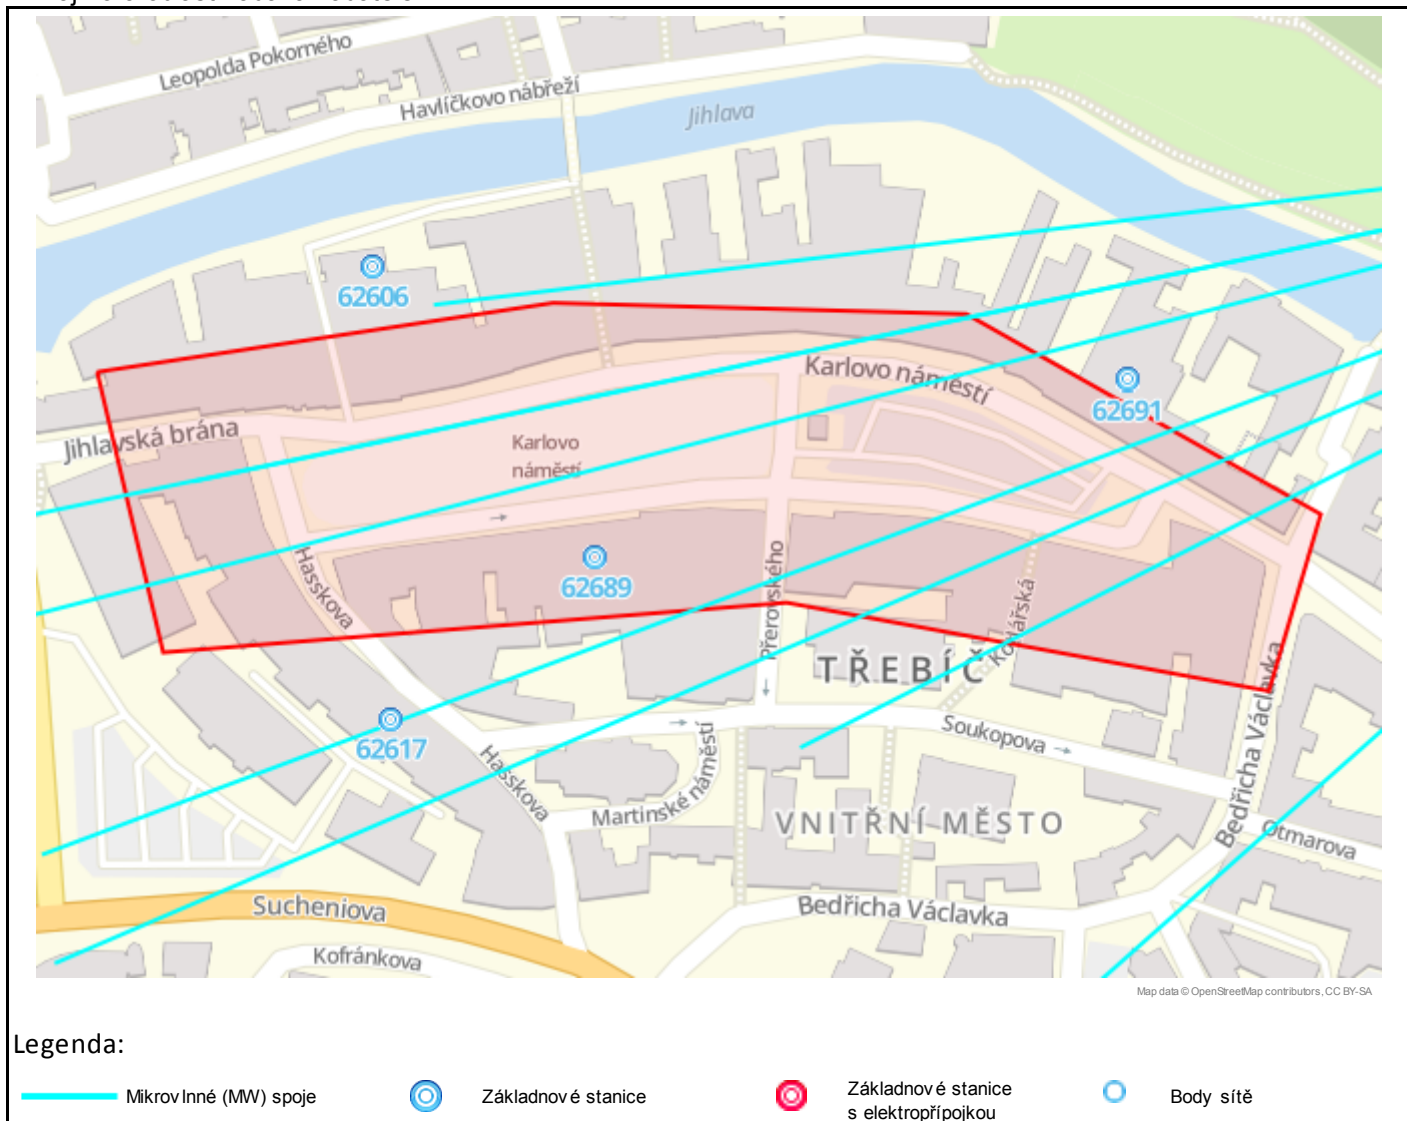 Leopolda Pokorného
Havlíčkovo nábřeží
Jihlava
62606
Karlovo náměstí
62691
Jihlavská brána
Karlovo
náměstí
62689
Hasskova
Přerovského
Kolářská
TŘEBÍČ
62617
Soukopova
Hasskova
Martinské náměstí
VNITŘNÍ MĚSTO
Bedřicha Václavka
Otmarova
Sucheniova
Bedřicha Václavka
Kofránkova
Map data © OpenStreetMap contributors, CC BY-SA
Legenda:
Mikrovlnné (MW) spoje
Základnové stanice
Základnové stanice
s elektropřípojkou
Body sítě